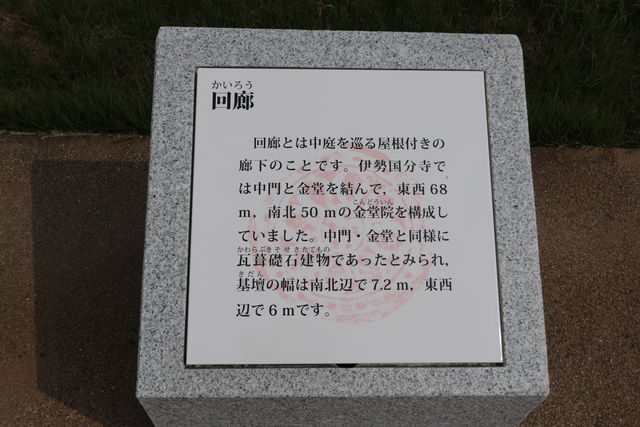 かいろう
回廊
回廊とは中庭を巡る屋根付きの
廊下のことです。伊勢国分寺で
は中門と金堂を結んで，東西 68
m，南北 50 m の金堂院を構成し
こんどういん
ていました。中門・金堂と同様に
かわらぶきそせきたてもの
瓦葺礎石建物であったとみられ，
きだん
基壇の幅は南北辺で 7.2 m，東西
辺で 6 m です。